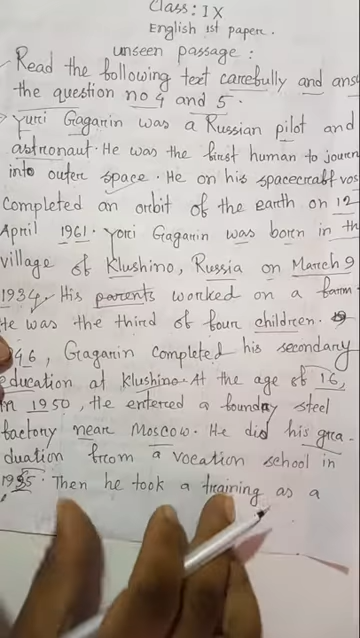 Class: IX
English 1st paper.
unseen passage:
Read the following text carefully and
the question no 4 and 5.
Yuri Gagarin was a Russian pilot and
astronaut. He was the first human to
into outer space. He on his spacecraft vos
completed an orbit of the earth on 12
April 1961. Yori Gagarin was born in th
village of Klushino, Russia on March 9
1934. His parents worked on a farm.
He was the third of four children.
46, Gagarin completed his secondary
education at Klushino. At the age of 16,
in 1950, He entered a founday steel
factory near Moscow. He did his gra-
duation from a vocation school in
Then he took a training as a